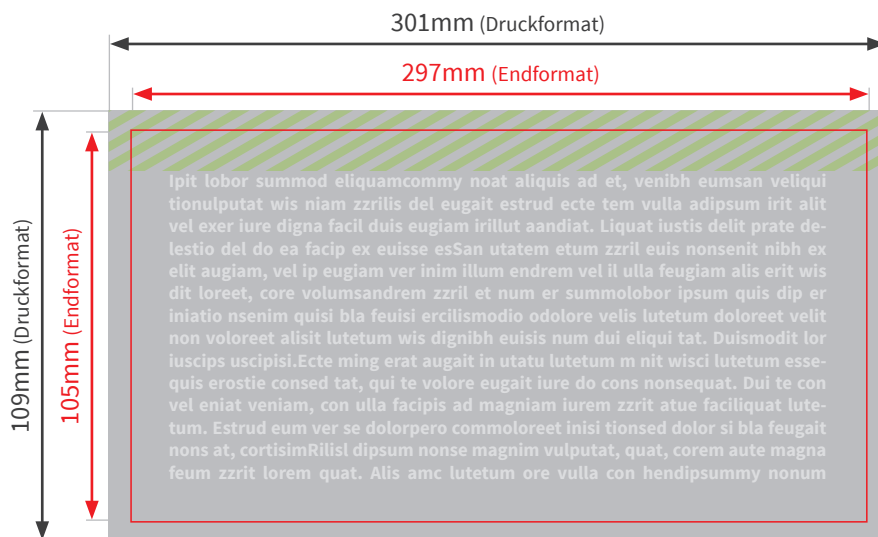 301mm (Druckformat)
297mm (Endformat)
109mm (Druckformat)
105mm (Endformat)
Ipit lobor summod eliquamcommy noat aliquis ad et, venibh eumsan veliqui
tionulputat wis niam zzrilis del eugait estrud ecte tem vulla adipsum irit alit
vel exer iure digna facil duis eugiam irillut aandiat. Liquat iustis delit prate de-
lestio del do ea facip ex euisse esSan utatem etum zzril euis nonsenit nibh ex
elit augiam, vel ip eugiam ver inim illum endrem vel il ulla feugiam alis erit wis
dit loreet, core volumsandrem zzril et num er summolobor ipsum quis dip er
iniatio nsenim quisi bla feuisi ercilismodio odolore velis lutetum doloreet velit
non voloreet alisit lutetum wis dignibh enisis num dui eliqui tat. Duismodit lor
iuscips uscipisi.Ecte ming erat augait in utatu lutetum m nit wisci lutetum esse-
quis erostie consed tat, qui te volore eugait iure do cons nonsequat. Dui te con
vel eniat veniam, con ulla facipis ad magniam iurem zzrit atue faciliquat lute-
tum. Estrud eum ver se dolorpero commoloreet inisi tionsed dolor si bla feugait
nons at, cortisimRilisl dipsum nonse magnim vulputat, quat, corem aute magna
feum zzrit lorem quat. Alis amc lutetum ore vulla con hendipsummy nonum